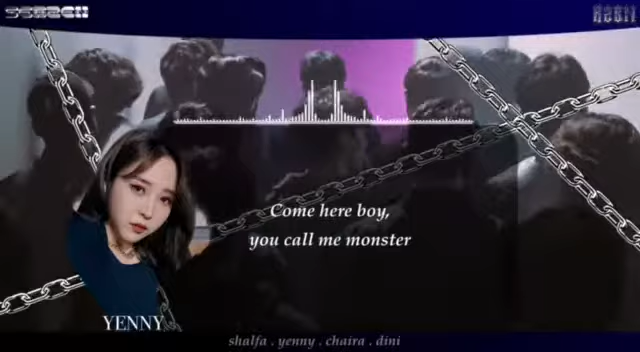 Come here boy,
you call me monster
YENNY
shalfa . yenny . chaira . dini